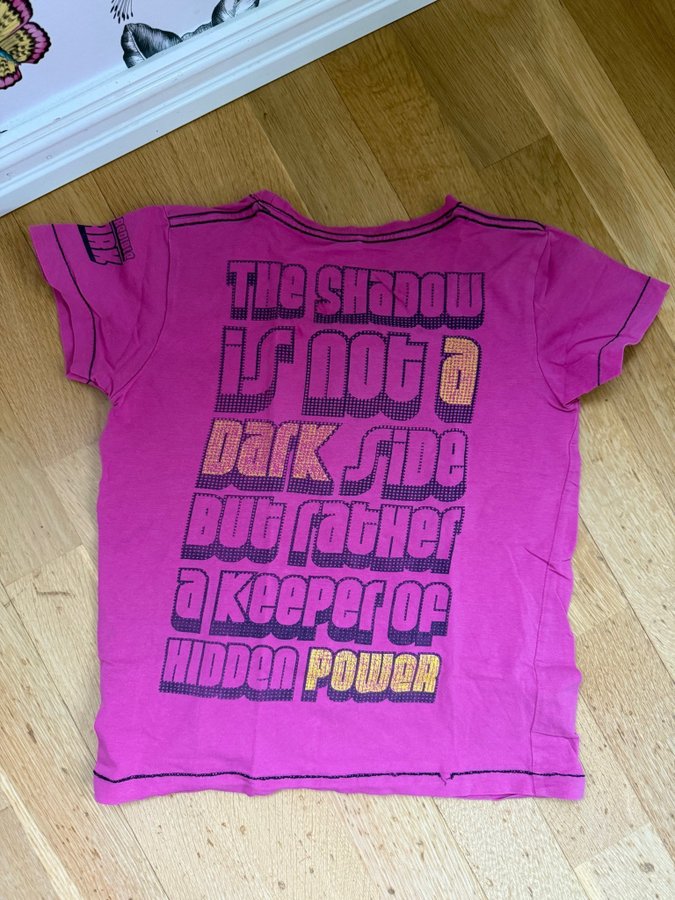 THE SHADOW
IS NOT A
DARK SIDE
BUT RATHER
A KEEPER OF
HIDDEN POWER